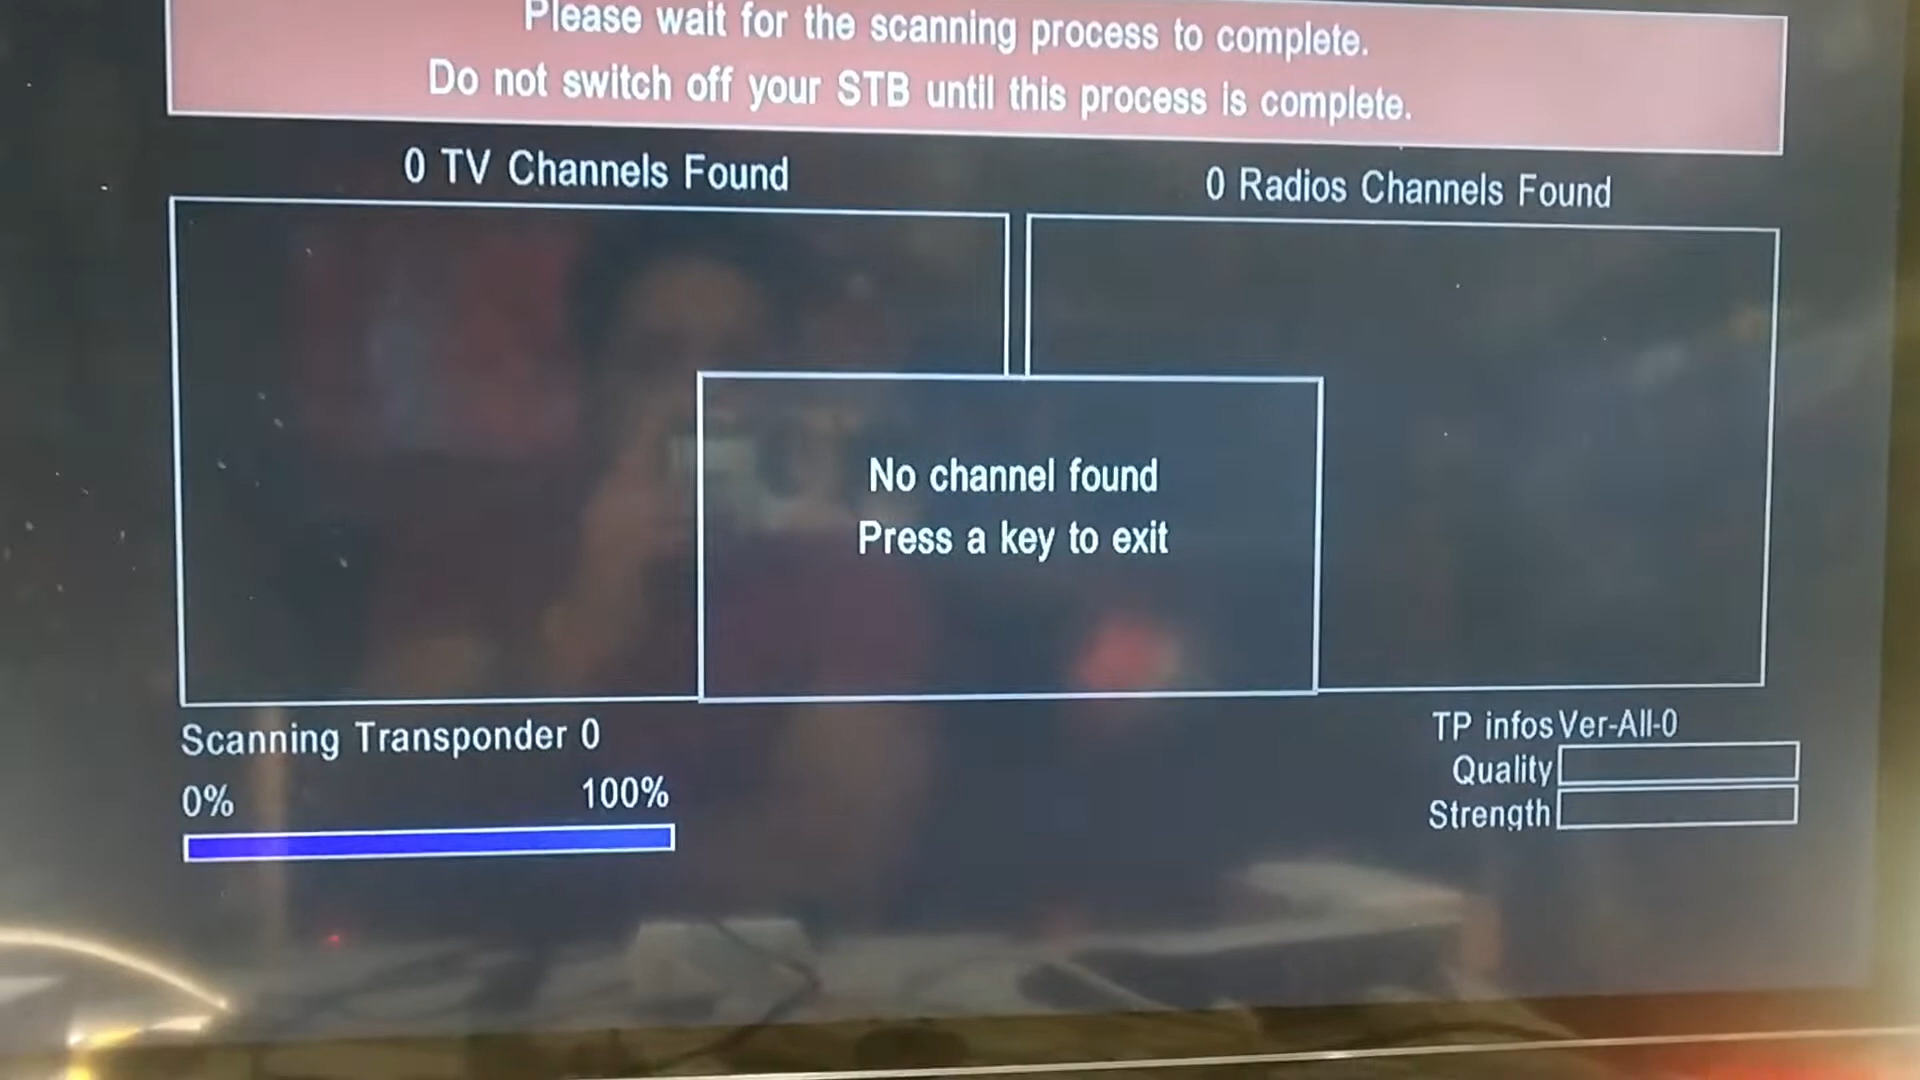 Please wait for the scanning process to complete.
Do not switch off your STB until this process is complete.
0 TV Channels Found
0 Radios Channels Found
No channel found
Press a key to exit
Scanning Transponder 0
0% 100%
TP infos Ver-All-0
Quality
Strength